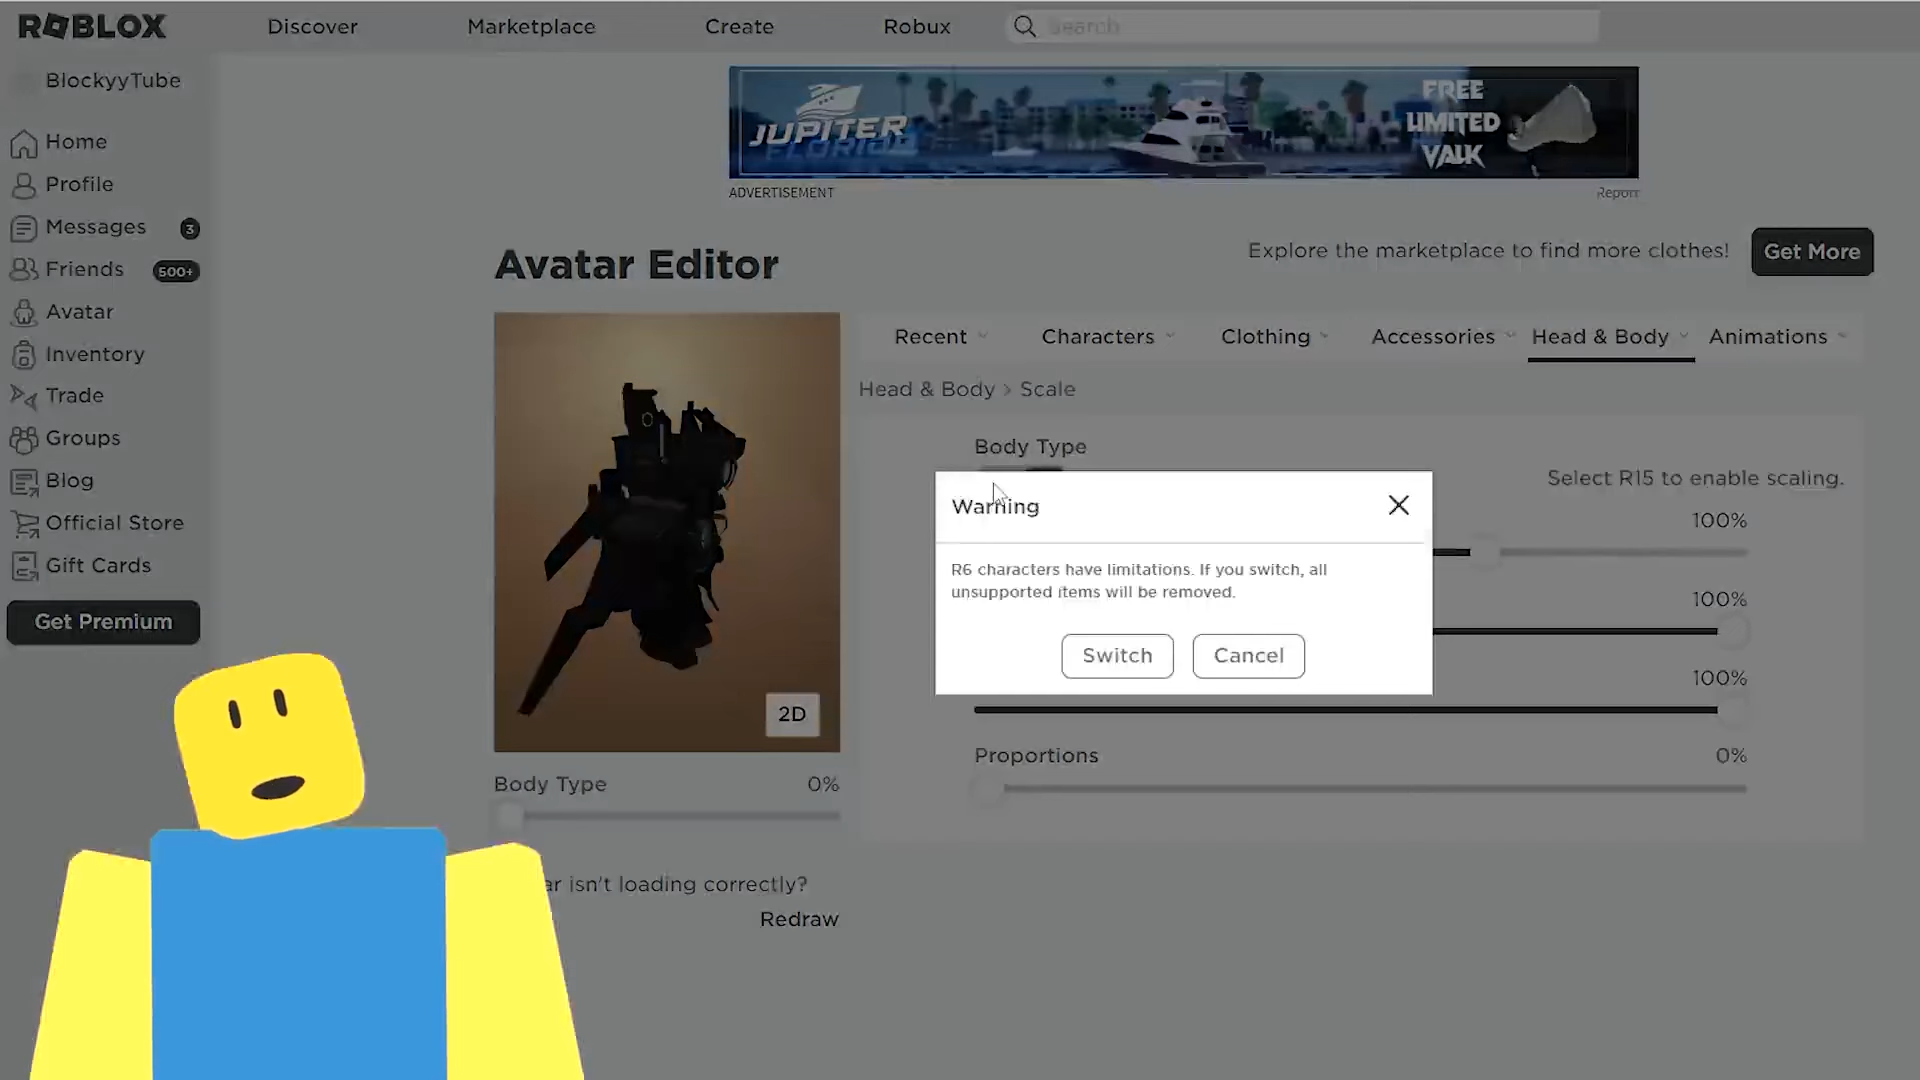 ROBLOX
Discover
Marketplace
Create
Robux
Search
BlockyyTube
Home
Profile
Messages
3
Friends
500+
Avatar
Inventory
Trade
Groups
Blog
Official Store
Gift Cards
Get Premium
JUPITER
FLORIDA
FREE
LIMITED
VALK
ADVERTISEMENT
Report
Avatar Editor
Explore the marketplace to find more clothes!
Get More
Recent
Characters
Clothing
Accessories
Head & Body
Animations
Head & Body > Scale
Body Type
Select R15 to enable scaling.
100%
100%
100%
Proportions
0%
Warning
R6 characters have limitations. If you switch, all
unsupported items will be removed.
Switch
Cancel
2D
Body Type
0%
isn't loading correctly?
Redraw